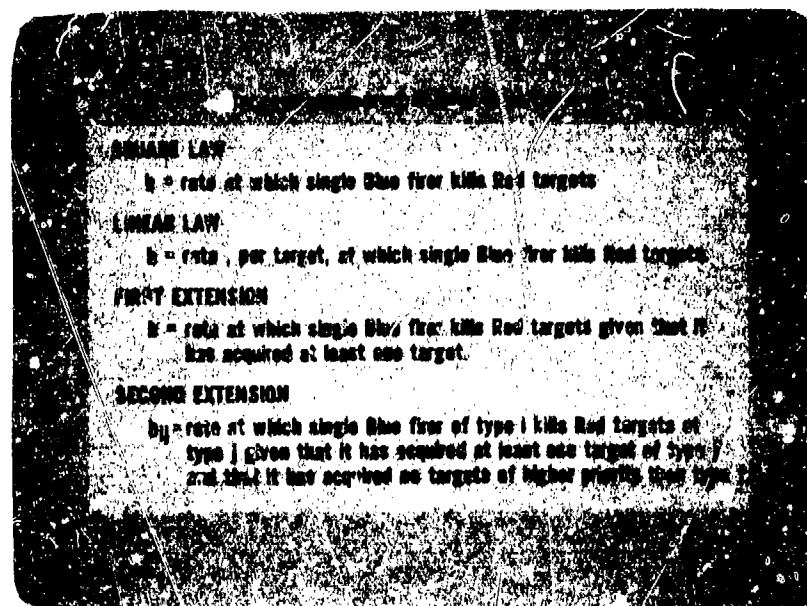 SQUARE LAW
b = rate at which single Blue firer kills Red targets
LINEAR LAW
b = rate, per target, at which single Blue firer kills Red targets.
FIRST EXTENSION
b = rate at which single Blue firer kills Red targets given that it
has acquired at least one target.
SECOND EXTENSION
bij = rate at which single Blue firer of type i kills Red targets of
type j given that it has acquired at least one target of type j
and that it has acquired no targets of higher priority than type j.